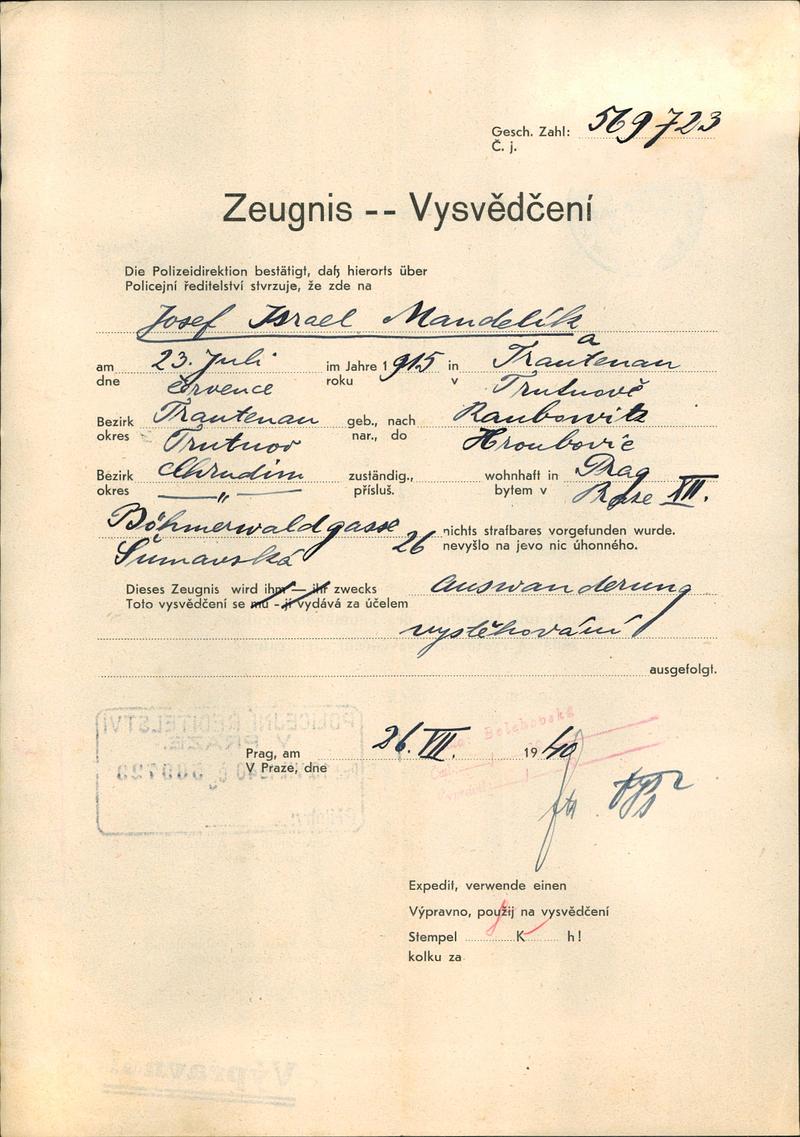 Gesch. Zahl: 569723
Č. j.
Zeugnis -- Vysvědčení
Die Polizeidirektion bestätigt, daß hierorts über
Policejní ředitelství stvrzuje, že zde na
Josef Israel Mandelík
a
am 23. Juli im Jahre 1915 in Trautenau
dne července roku v Trutnově
Bezirk Trautenau geb., nach Raubowitz
okres Trutnov nar., do Hroubovic
Bezirk Chrudim zuständig., wohnhaft in Prag
okres — " — přísluš. bytem v Praze XII.
Böhmerwaldgasse nichts strafbares vorgefunden wurde.
Šumavská 26 nevyšlo na jevo nic úhonného.
Dieses Zeugnis wird ihm — ihr zwecks Auswanderung
Toto vysvědčení se mu - jí vydává za účelem
vystěhování
ausgefolgt.
POLICEJNÍ ŘEDITELSTVÍ
V PRAZE
Prag, am 26. VII. 1940
V Praze, dne
Expedit, verwende einen
Výpravno, použij na vysvědčení
Stempel K h!
kolku za
Výpravna